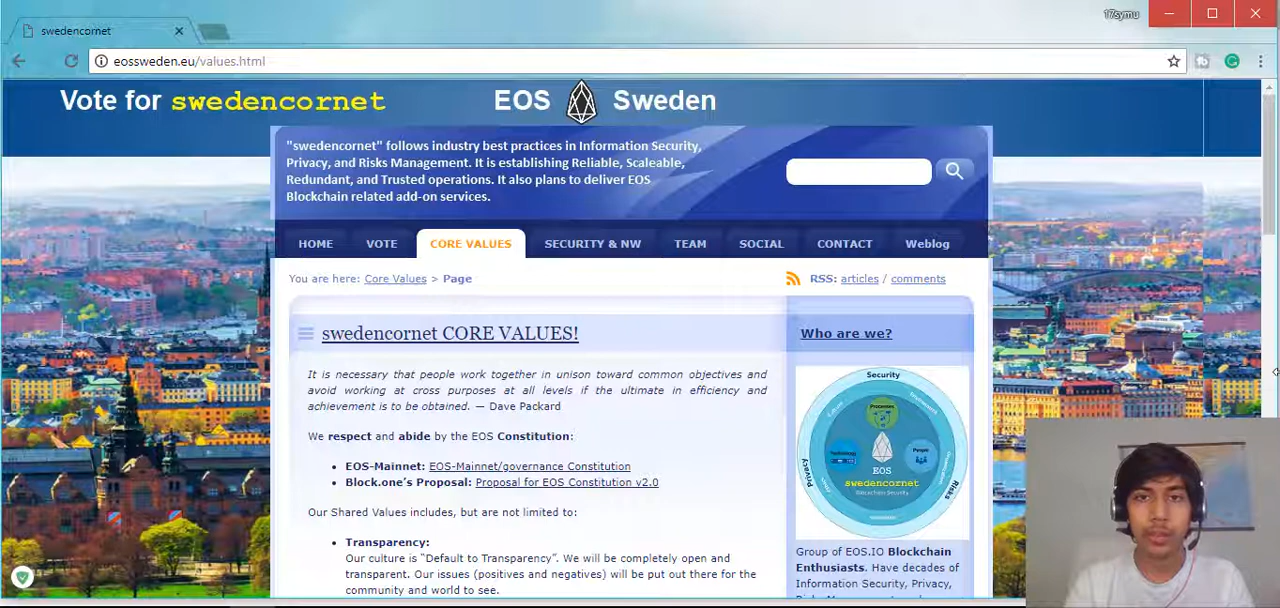 17symu
swedencornet
eossweden.eu/values.html
Vote for swedencornet EOS Sweden
"swedencornet" follows industry best practices in Information Security,
Privacy, and Risks Management. It is establishing Reliable, Scaleable,
Redundant, and Trusted operations. It also plans to deliver EOS
Blockchain related add-on services.
HOME VOTE CORE VALUES SECURITY & NW TEAM SOCIAL CONTACT Weblog
You are here: Core Values > Page
RSS: articles / comments
swedencornet CORE VALUES!
It is necessary that people work together in unison toward common objectives and
avoid working at cross purposes at all levels if the ultimate in efficiency and
achievement is to be obtained. — Dave Packard
We respect and abide by the EOS Constitution:
• EOS-Mainnet: EOS-Mainnet/governance Constitution
• Block.one's Proposal: Proposal for EOS Constitution v2.0
Our Shared Values includes, but are not limited to:
• Transparency:
Our culture is “Default to Transparency”. We will be completely open and
transparent. Our issues (positives and negatives) will be put out there for the
community and world to see.
Who are we?
Security
Processes
People
EOS
swedencornet
Blockchain Security
Privacy
Risks
Group of EOS.IO Blockchain
Enthusiasts. Have decades of
Information Security, Privacy,